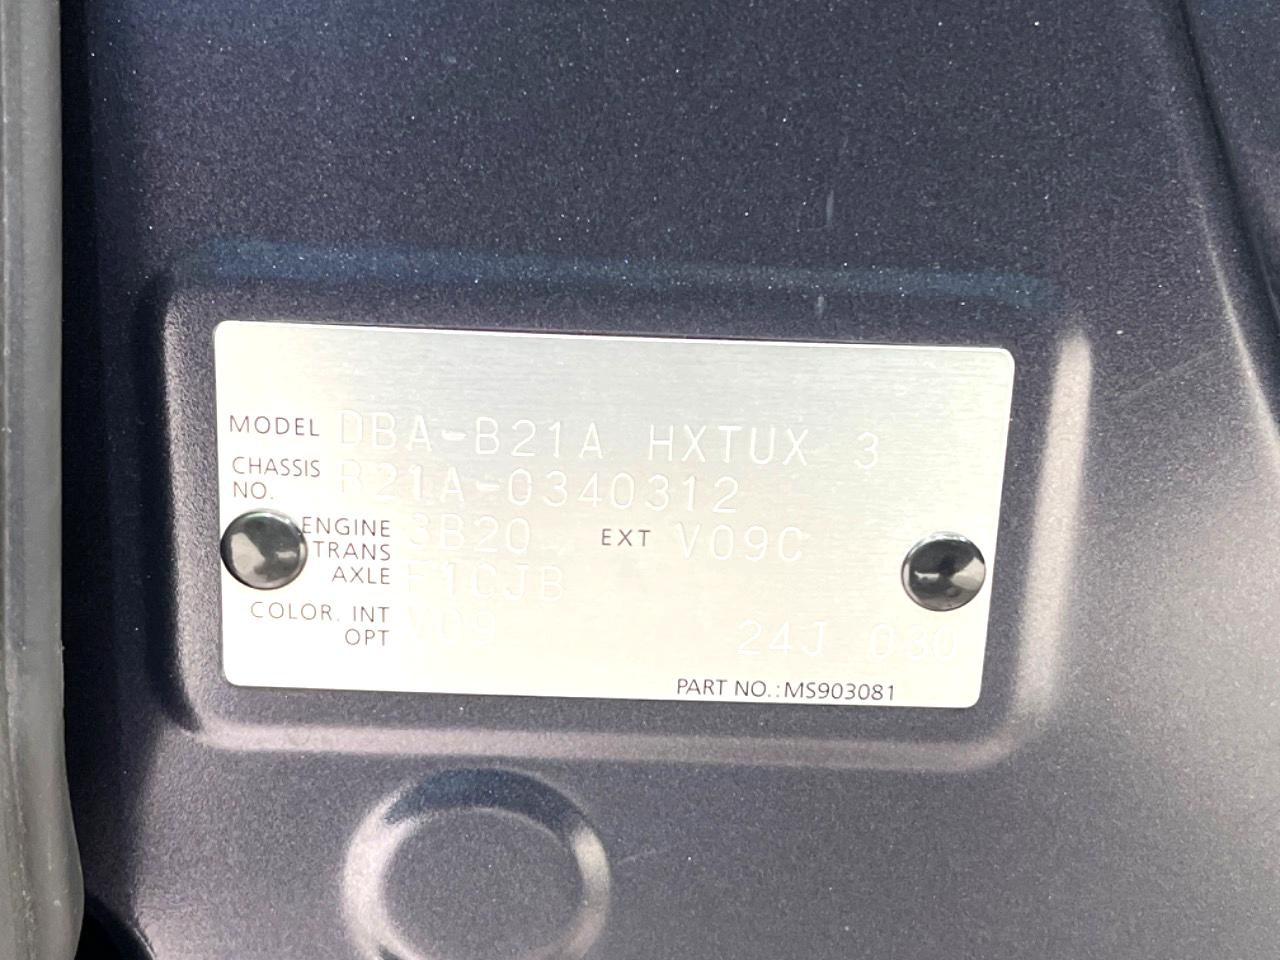 MODEL DBA-B21A HXTUX 3
CHASSIS NO. B21A-0340312
ENGINE 3B20 EXT V09C
TRANS AXLE F1CJB
COLOR. INT OPT V09 24J 030
PART NO.:MS903081